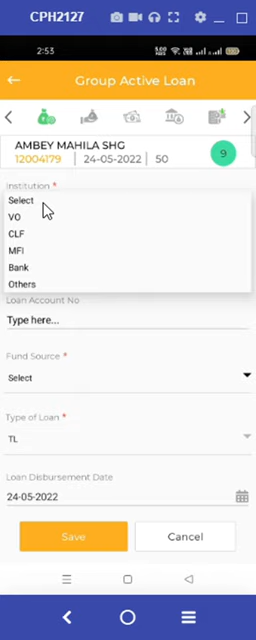 CPH2127
2:53
Group Active Loan
AMBEY MAHILA SHG
12004179 | 24-05-2022 | 50
9
Institution *
Select
VO
CLF
MFI
Bank
Others
Loan Account No
Type here...
Fund Source *
Select
Type of Loan *
TL
Loan Disbursement Date
24-05-2022
Save
Cancel